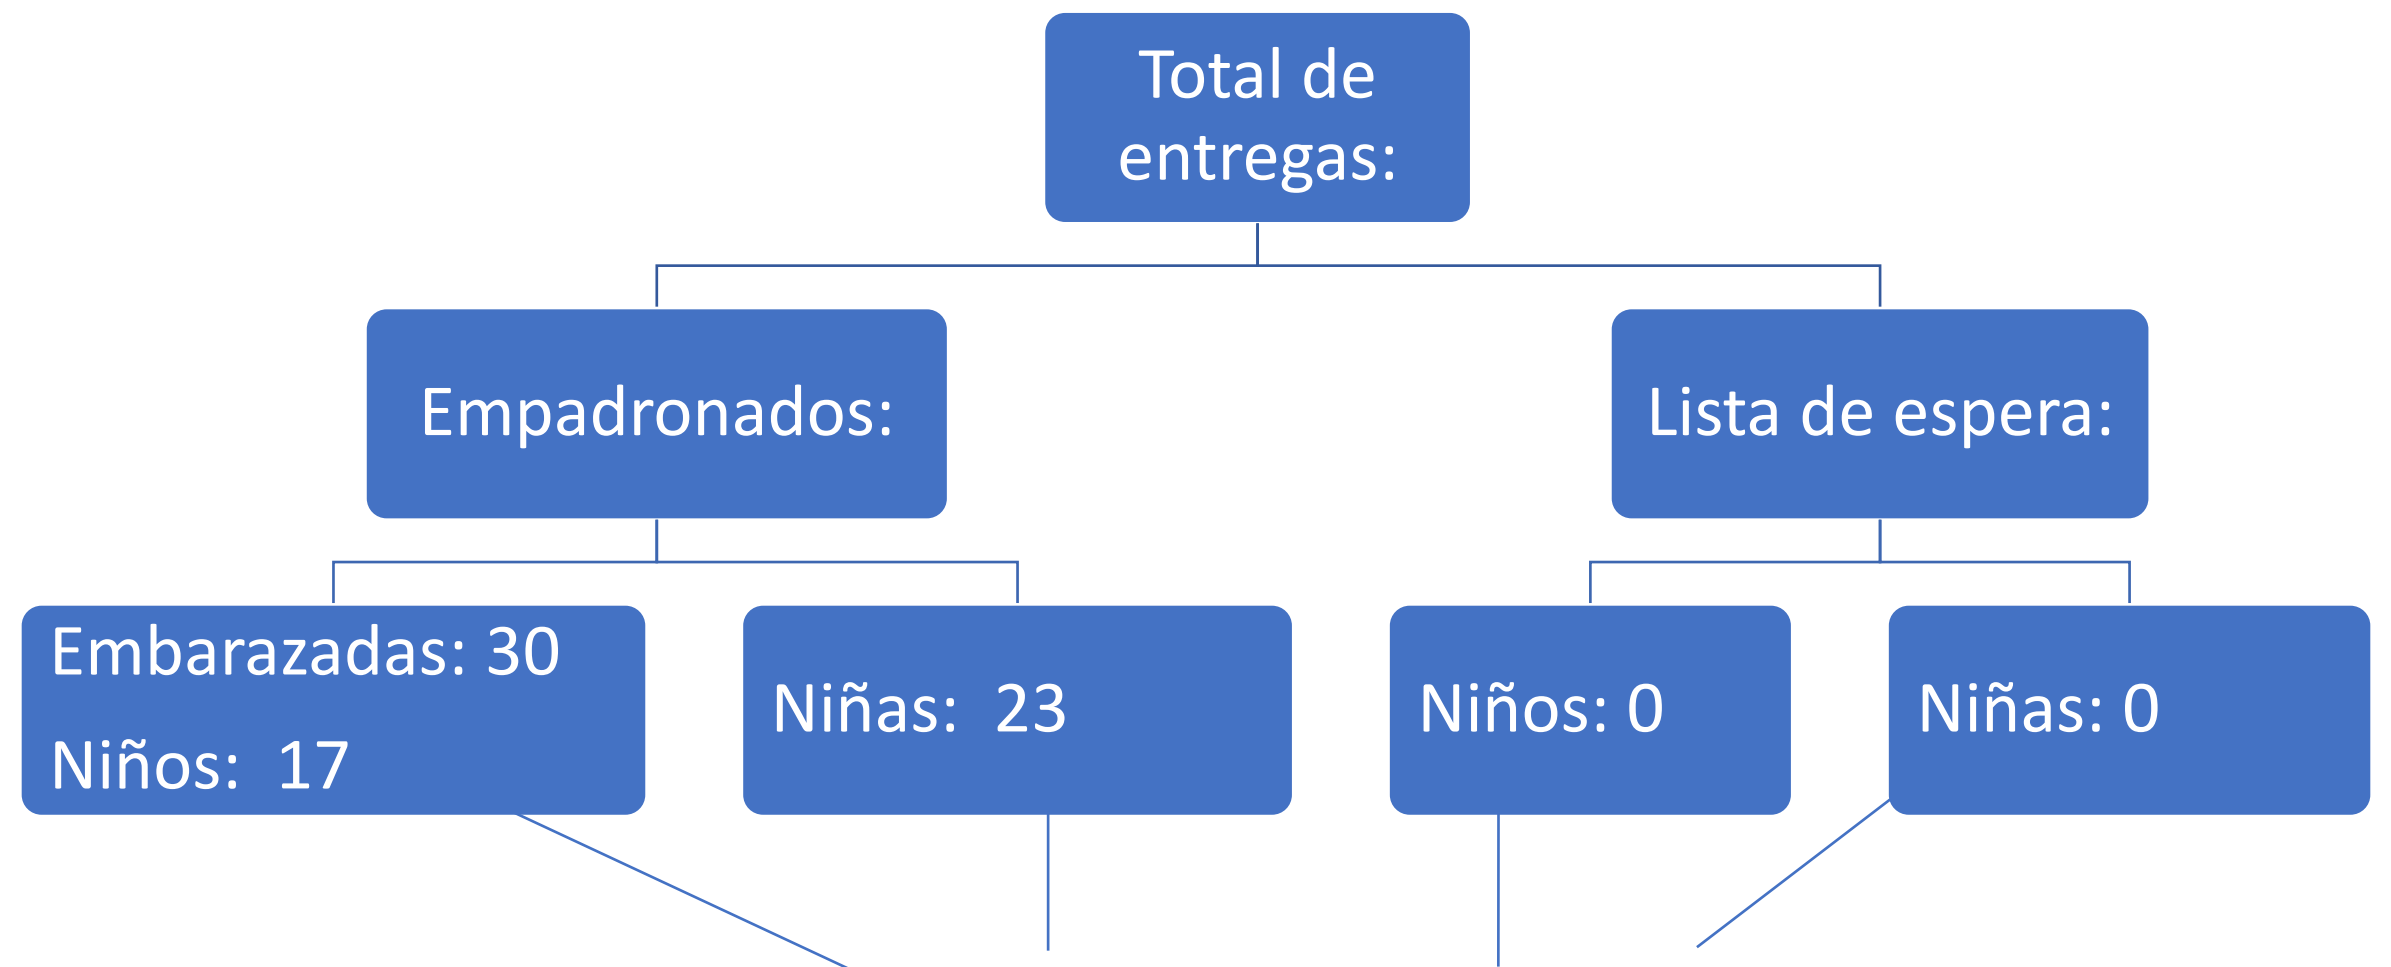 Total de
entregas:
Empadronados:
Lista de espera:
Embarazadas: 30
Niños:  17
Niñas:  23
Niños: 0
Niñas: 0